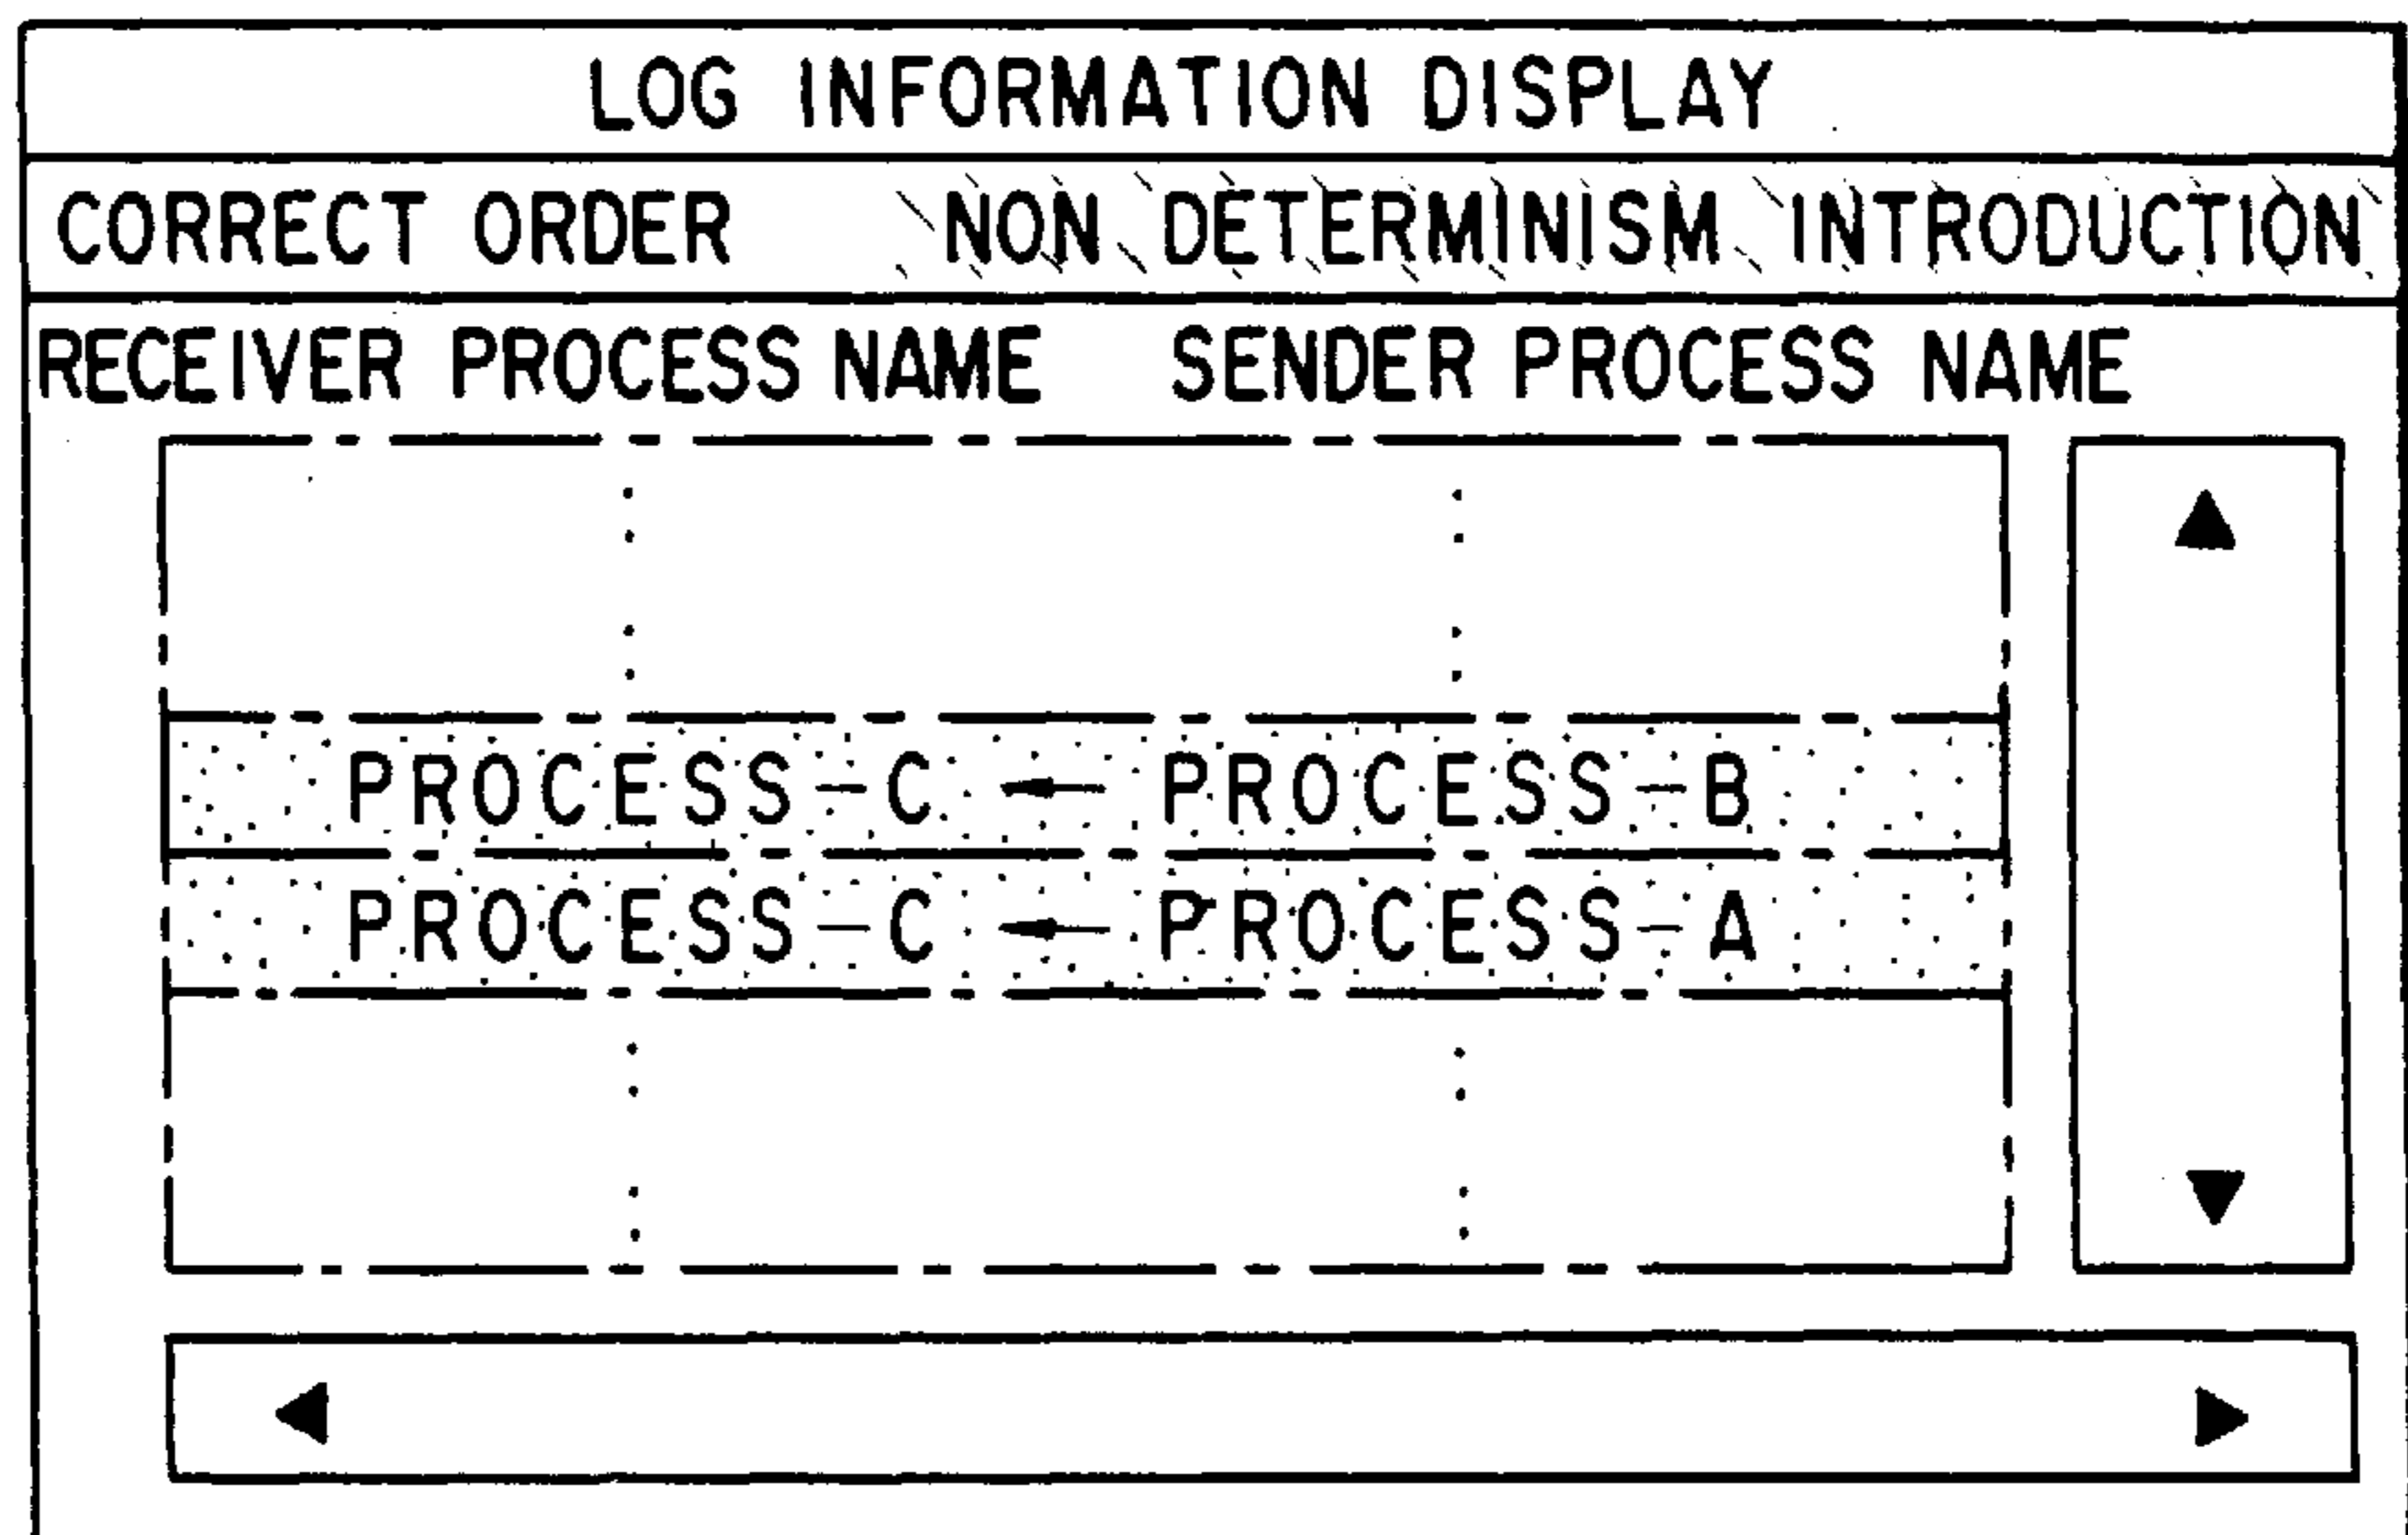 LOG INFORMATION DISPLAY
CORRECT ORDER NON DETERMINISM INTRODUCTION
RECEIVER PROCESS NAME SENDER PROCESS NAME
PROCESS-C ← PROCESS-B
PROCESS-C ← PROCESS-A